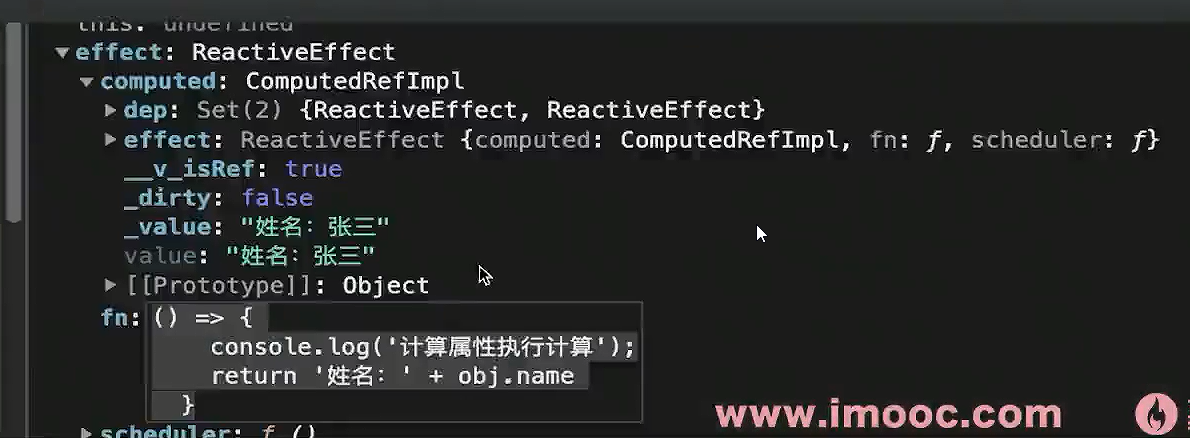 this: undefined
effect: ReactiveEffect
computed: ComputedRefImpl
dep: Set(2) {ReactiveEffect, ReactiveEffect}
effect: ReactiveEffect {computed: ComputedRefImpl, fn: ƒ, scheduler: ƒ}
__v_isRef: true
_dirty: false
_value: "姓名：张三"
value: "姓名：张三"
[[Prototype]]: Object
fn: () => {
console.log('计算属性执行计算');
return '姓名：' + obj.name
}
scheduler: ƒ ()
www.imooc.com